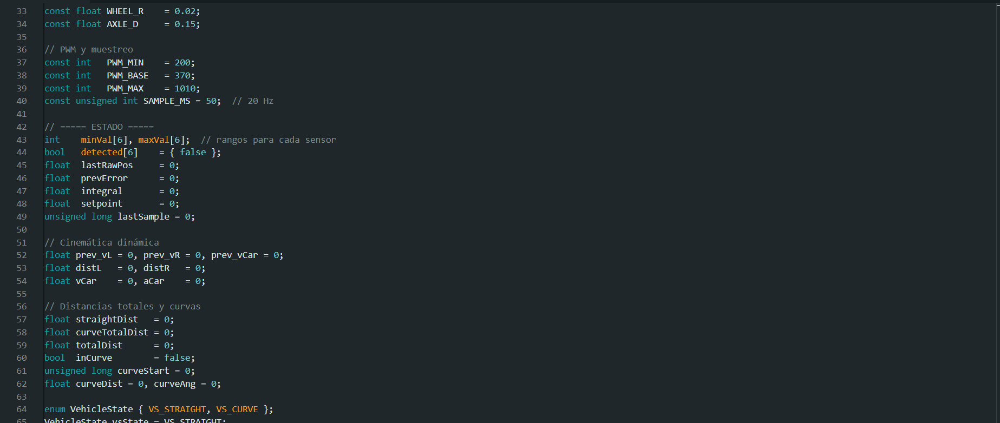 33 const float WHEEL_R    = 0.02;
34 const float AXLE_D     = 0.15;
35
36 // PWM y muestreo
37 const int   PWM_MIN    = 200;
38 const int   PWM_BASE   = 370;
39 const int   PWM_MAX    = 1010;
40 const unsigned int SAMPLE_MS = 50;  // 20 Hz
41
42 // ===== ESTADO =====
43 int    minVal[6], maxVal[6];  // rangos para cada sensor
44 bool   detected[6]    = { false };
45 float  lastRawPos     = 0;
46 float  prevError      = 0;
47 float  integral       = 0;
48 float  setpoint       = 0;
49 unsigned long lastSample = 0;
50
51 // Cinemática dinámica
52 float prev_vL = 0, prev_vR = 0, prev_vCar = 0;
53 float distL   = 0, distR   = 0;
54 float vCar    = 0, aCar    = 0;
55
56 // Distancias totales y curvas
57 float straightDist   = 0;
58 float curveTotalDist = 0;
59 float totalDist      = 0;
60 bool  inCurve        = false;
61 unsigned long curveStart = 0;
62 float curveDist = 0, curveAng = 0;
63
64 enum VehicleState { VS_STRAIGHT, VS_CURVE };
65 VehicleState vsState = VS_STRAIGHT;